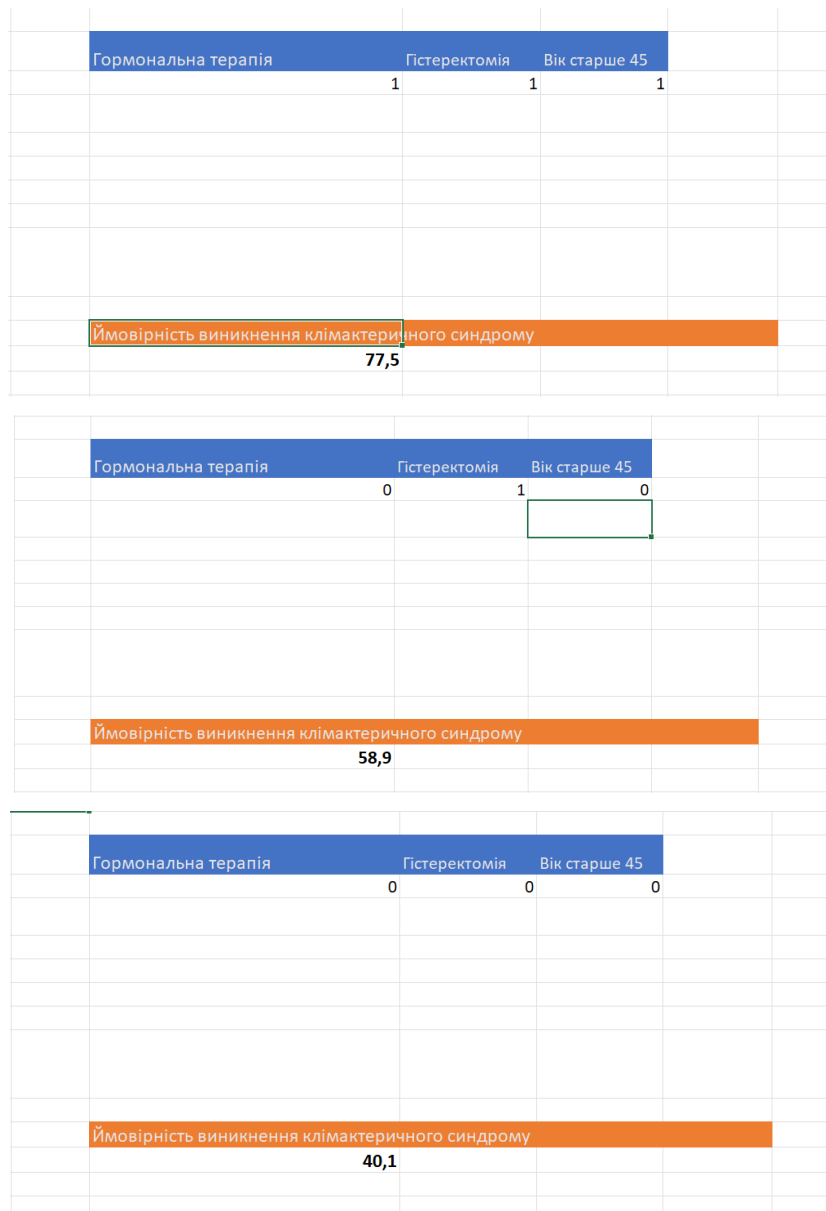 Гормональна терапія Гістеректомія Вік старше 45
1 1 1
Ймовірність виникнення клімактеричного синдрому
77,5
Гормональна терапія Гістеректомія Вік старше 45
0 1 0
Ймовірність виникнення клімактеричного синдрому
58,9
Гормональна терапія Гістеректомія Вік старше 45
0 0 0
Ймовірність виникнення клімактеричного синдрому
40,1